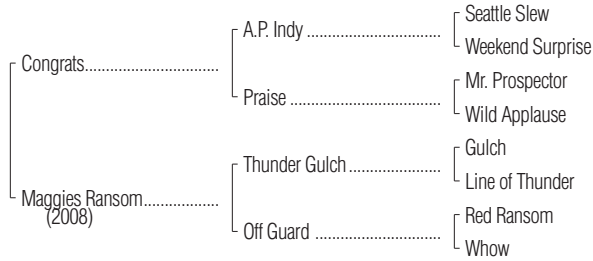 Seattle Slew
A.P. Indy ................................
Weekend Surprise
Congrats................................
Mr. Prospector
Praise ....................................
Wild Applause
Gulch
Thunder Gulch......................
Line of Thunder
Maggies Ransom..................
(2008)
Red Ransom
Off Guard ..............................
Whow